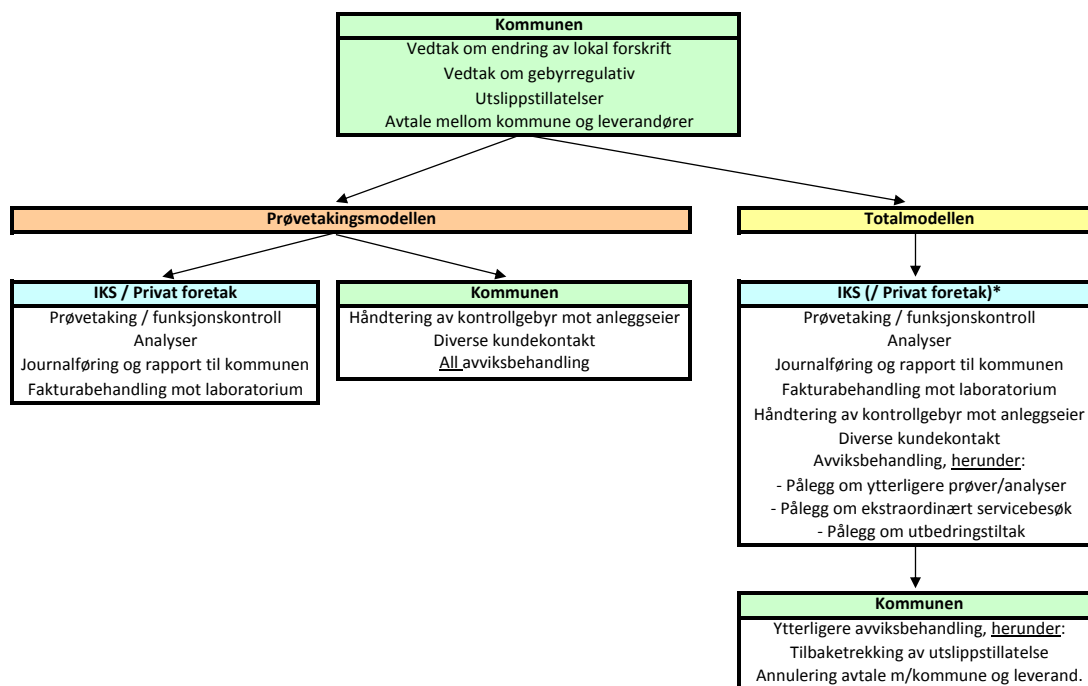 Kommunen
Vedtak om endring av lokal forskrift
Vedtak om gebyrregulativ
Utslippstillatelser
Avtale mellom kommune og leverandører
Prøvetakingsmodellen
Totalmodellen
IKS / Privat foretak
Prøvetaking / funksjonskontroll
Analyser
Journalføring og rapport til kommunen
Fakturabehandling mot laboratorium
Kommunen
Håndtering av kontrollgebyr mot anleggseier
Diverse kundekontakt
All avviksbehandling
IKS (/ Privat foretak)*
Prøvetaking / funksjonskontroll
Analyser
Journalføring og rapport til kommunen
Fakturabehandling mot laboratorium
Håndtering av kontrollgebyr mot anleggseier
Diverse kundekontakt
Avviksbehandling, herunder:
- Pålegg om ytterligere prøver/analyser
- Pålegg om ekstraordinært servicebesøk
- Pålegg om utbedringstiltak
Kommunen
Ytterligere avviksbehandling, herunder:
Tilbaketrekking av utslippstillatelse
Annulering avtale m/kommune og leverand.